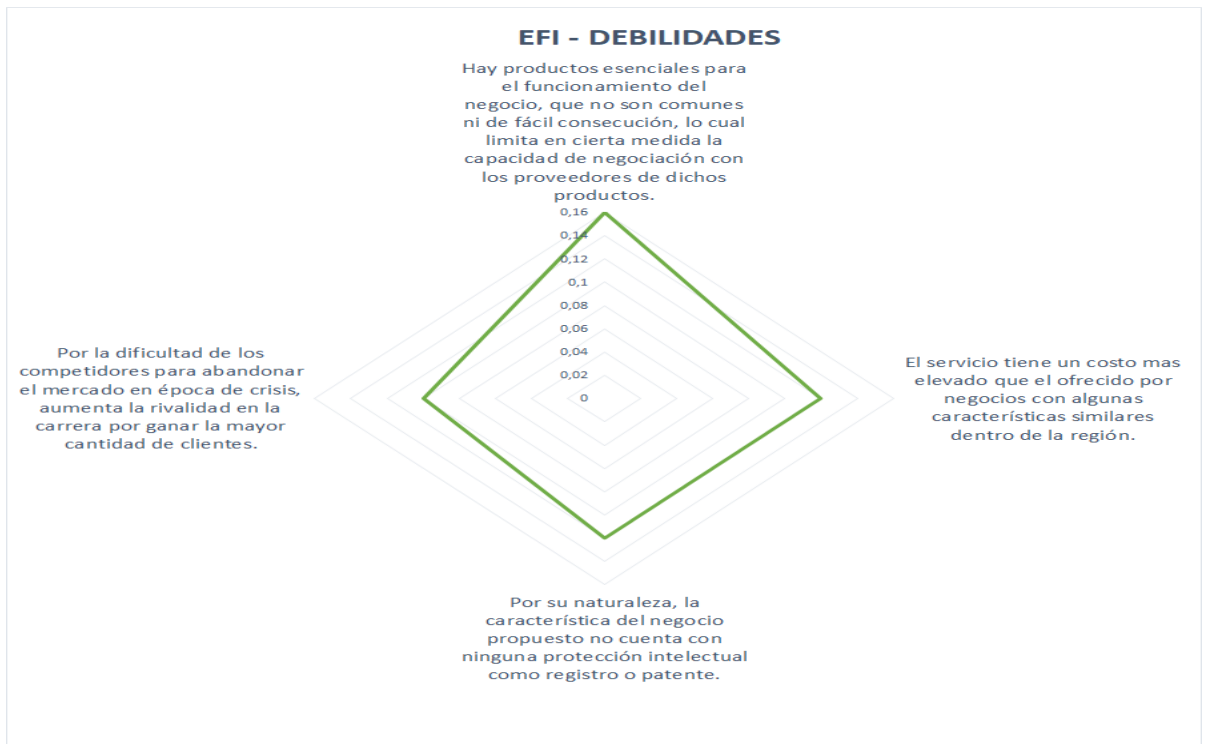 EFI - DEBILIDADES
Hay productos esenciales para
el funcionamiento del
negocio, que no son comunes
ni de fácil consecución, lo cual
limita en cierta medida la
capacidad de negociación con
los proveedores de dichos
productos.
0,16
0,14
0,12
0,1
0,08
0,06
0,04
0,02
0
Por la dificultad de los
competidores para abandonar
el mercado en época de crisis,
aumenta la rivalidad en la
carrera por ganar la mayor
cantidad de clientes.
El servicio tiene un costo mas
elevado que el ofrecido por
negocios con algunas
características similares
dentro de la región.
Por su naturaleza, la
característica del negocio
propuesto no cuenta con
ninguna protección intelectual
como registro o patente.